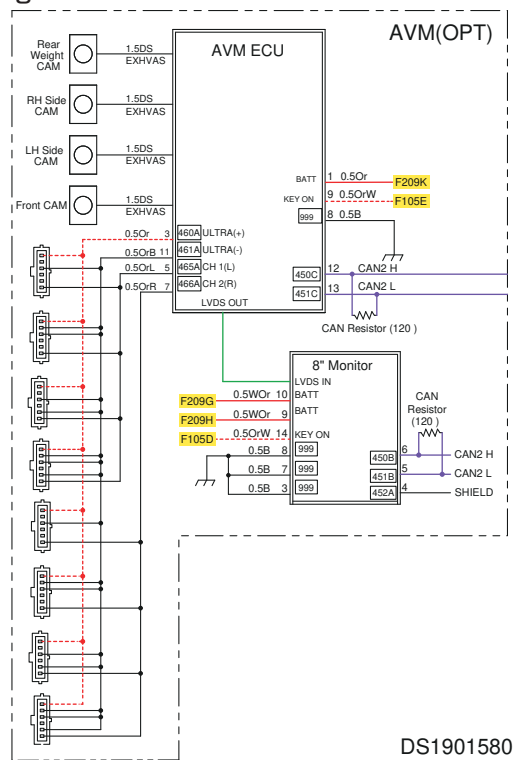 AVM(OPT)
AVM ECU
Rear
Weight
CAM
1.5DS
EXHVAS
RH Side
CAM
1.5DS
EXHVAS
LH Side
CAM
1.5DS
EXHVAS
Front CAM
1.5DS
EXHVAS
BATT 1 0.5Or F209K
KEY ON 9 0.5OrW F105E
999 8 0.5B
0.5Or 3 460A ULTRA(+)
0.5OrB 11 461A ULTRA(-)
0.5OrL 5 465A CH 1(L)
0.5OrR 7 466A CH 2(R)
LVDS OUT
450C 12 CAN2 H
451C 13 CAN2 L
CAN Resistor (120 )
8" Monitor
LVDS IN
F209G 0.5WOr 10 BATT
F209H 0.5WOr 9 BATT
F105D 0.5OrW 14 KEY ON
0.5B 8 999
0.5B 7 999
0.5B 3 999
CAN
Resistor
(120 )
450B 6 CAN2 H
451B 5 CAN2 L
452A 4 SHIELD
DS1901580